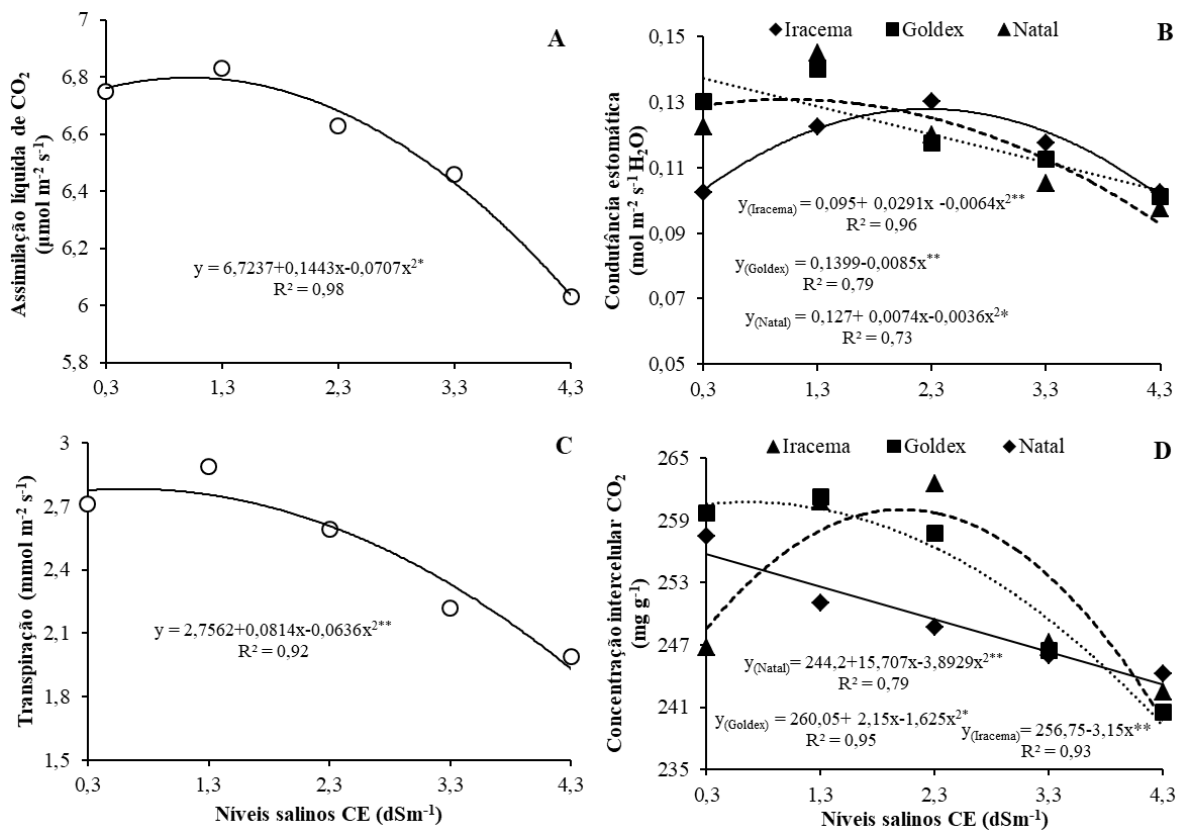 A
Assimilação líquida de CO₂
(µmol m⁻² s⁻¹)
7
6,8
6,6
6,4
6,2
6
5,8
y = 6,7237+0,1443x-0,0707x²*
R² = 0,98
0,3 1,3 2,3 3,3 4,3
◆Iracema ■Goldex ▲Natal
B
Condutância estomática
(mol m⁻² s⁻¹ H₂O)
0,15
0,13
0,11
0,09
0,07
0,05
y(Iracema) = 0,095+ 0,0291x -0,0064x²**
R² = 0,96
y(Goldex) = 0,1399-0,0085x**
R² = 0,79
y(Natal) = 0,127+ 0,0074x-0,0036x²*
R² = 0,73
0,3 1,3 2,3 3,3 4,3
C
Transpiração (mmol m⁻² s⁻¹)
3
2,7
2,4
2,1
1,8
1,5
y = 2,7562+0,0814x-0,0636x²**
R² = 0,92
0,3 1,3 2,3 3,3 4,3
Níveis salinos CE (dSm⁻¹)
▲Iracema ■Goldex ◆Natal
D
Concentração intercelular CO₂
(mg g⁻¹)
265
259
253
247
241
235
y(Natal)= 244,2+15,707x-3,8929x²**
R² = 0,79
y(Goldex) = 260,05+ 2,15x-1,625x²*
R² = 0,95
y(Iracema)= 256,75-3,15x**
R² = 0,93
0,3 1,3 2,3 3,3 4,3
Níveis salinos CE (dSm⁻¹)